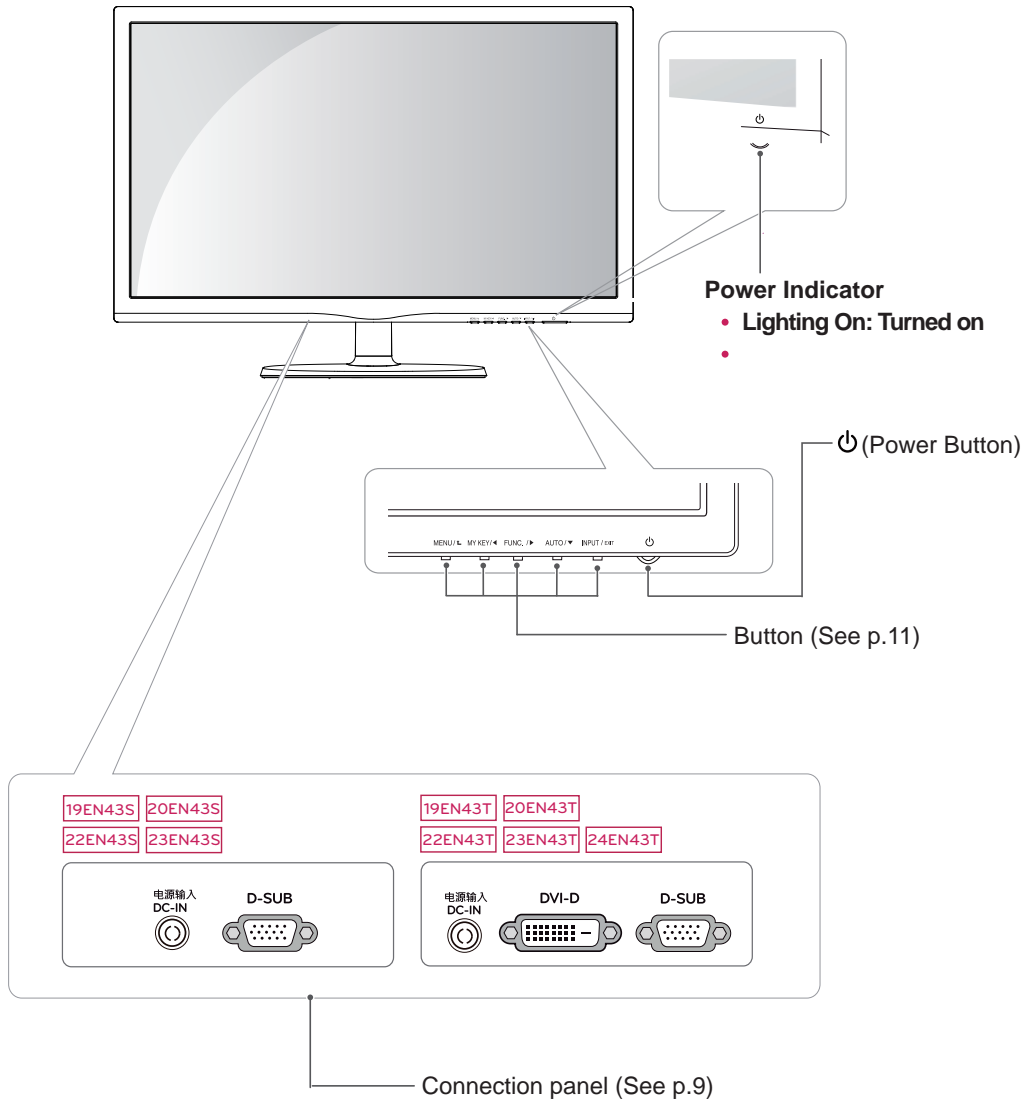 ⏻
Power Indicator
• Lighting On: Turned on
•
⏻ (Power Button)
MENU / MY KEY/◀ FUNC. /▶ AUTO /▼ INPUT / EXIT ⏻
Button (See p.11)
19EN43S 20EN43S
22EN43S 23EN43S
19EN43T 20EN43T
22EN43T 23EN43T 24EN43T
电源输入
DC-IN
D-SUB
电源输入
DC-IN
DVI-D
D-SUB
Connection panel (See p.9)